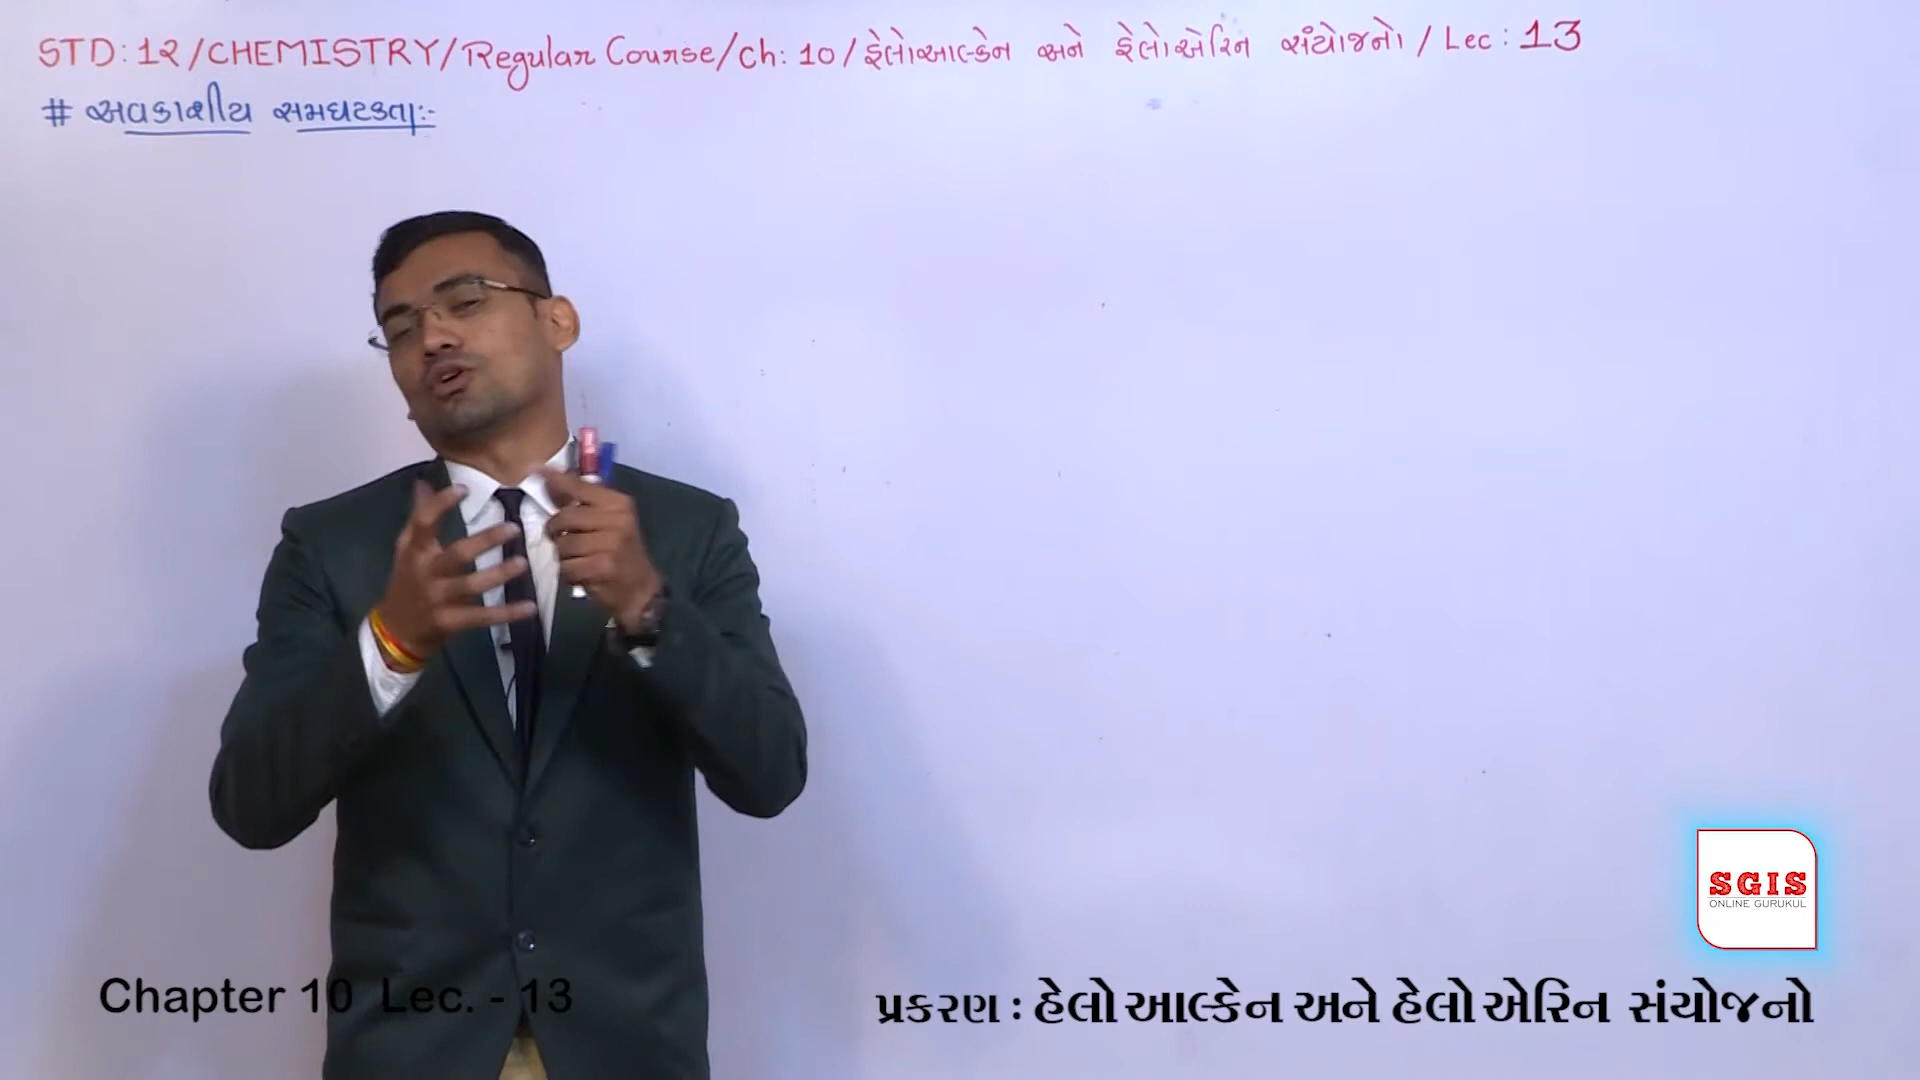 STD: 12 / CHEMISTRY / Regular Course / Ch: 10 / હેલોઆલ્કેન અને હેલોએરિન સંયોજનો / Lec: 13
# અવકાશીય સમઘટકતા:-
SGIS
ONLINE GURUKUL
Chapter 10 Lec. - 13
પ્રકરણ : હેલોઆલ્કેન અને હેલોએરિન સંયોજનો